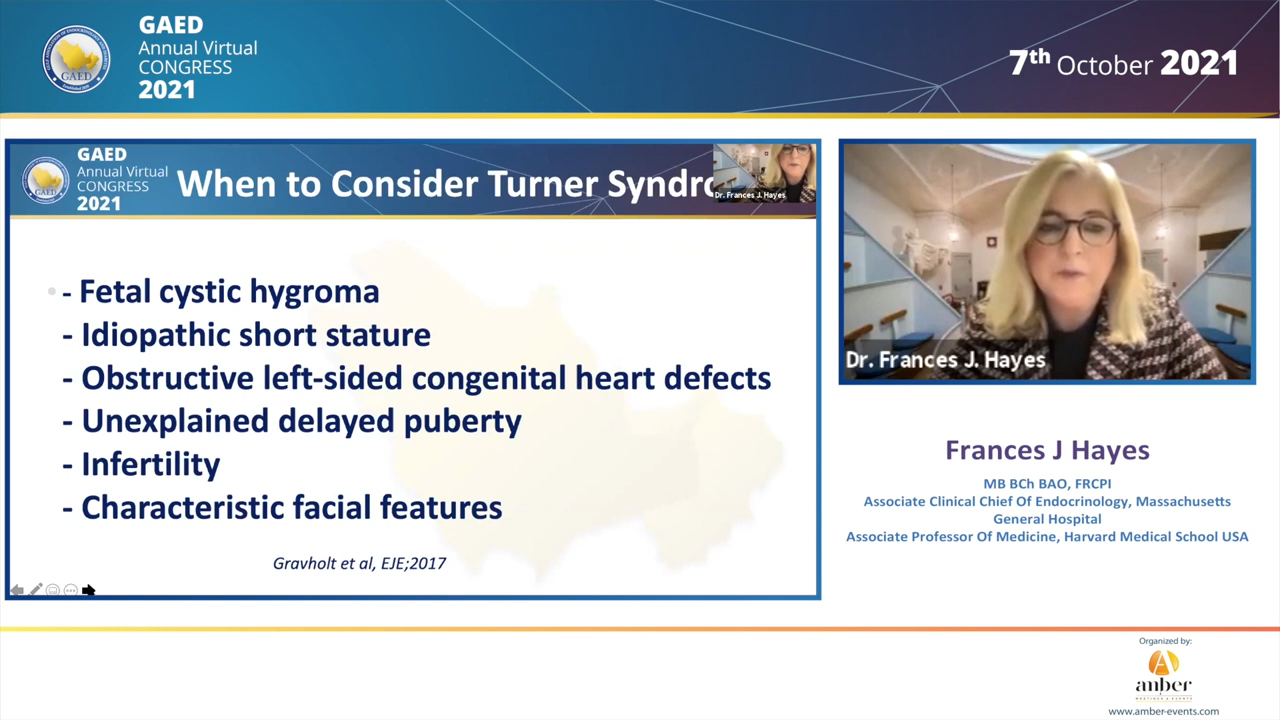 GAED
Annual Virtual
CONGRESS
2021
7th October 2021
GAED
GAED
Annual Virtual
CONGRESS
2021
When to Consider Turner Syndro
Dr. Frances J. Hayes
- Fetal cystic hygroma
- Idiopathic short stature
- Obstructive left-sided congenital heart defects
- Unexplained delayed puberty
- Infertility
- Characteristic facial features
Gravholt et al, EJE;2017
Dr. Frances J. Hayes
Frances J Hayes
MB BCh BAO, FRCPI
Associate Clinical Chief Of Endocrinology, Massachusetts
General Hospital
Associate Professor Of Medicine, Harvard Medical School USA
Organized by:
anber
www.amber-events.com